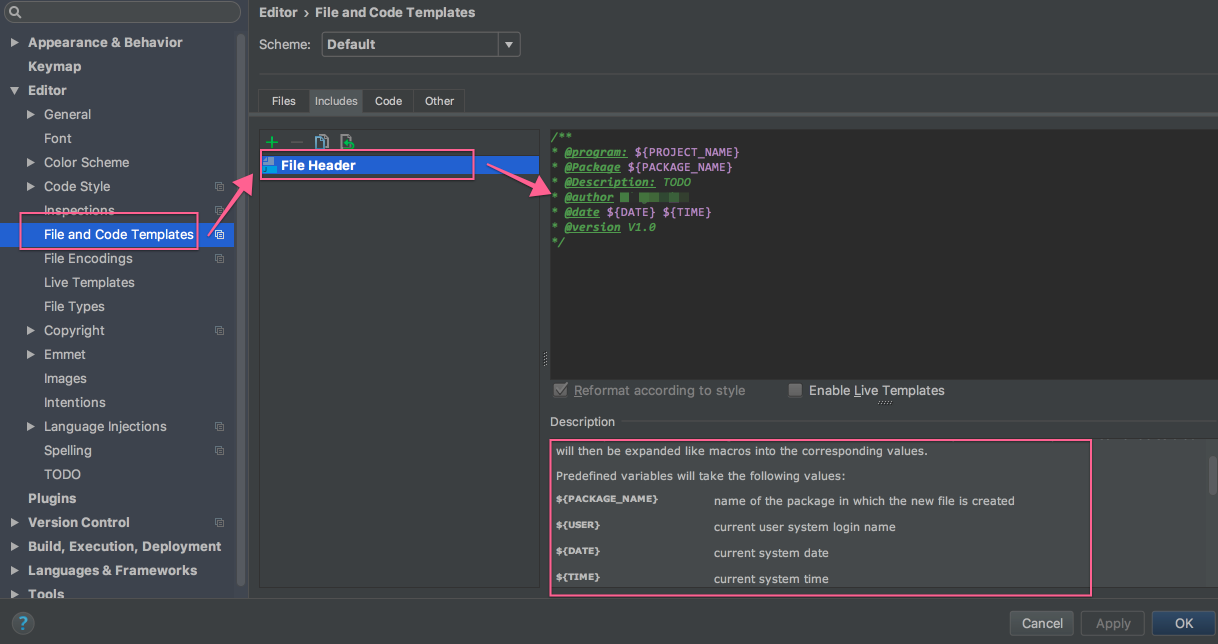 Editor › File and Code Templates
Scheme: Default
Appearance & Behavior
Keymap
Editor
General
Font
Color Scheme
Code Style
Inspections
File and Code Templates
File Encodings
Live Templates
File Types
Copyright
Emmet
Images
Intentions
Language Injections
Spelling
TODO
Plugins
Version Control
Build, Execution, Deployment
Languages & Frameworks
Tools
Files Includes Code Other
File Header
/**
* @program: ${PROJECT_NAME}
* @Package ${PACKAGE_NAME}
* @Description: TODO
* @author
* @date ${DATE} ${TIME}
* @version V1.0
*/
Reformat according to style Enable Live Templates
Description
will then be expanded like macros into the corresponding values.
Predefined variables will take the following values:
${PACKAGE_NAME} name of the package in which the new file is created
${USER} current user system login name
${DATE} current system date
${TIME} current system time
? Cancel Apply OK